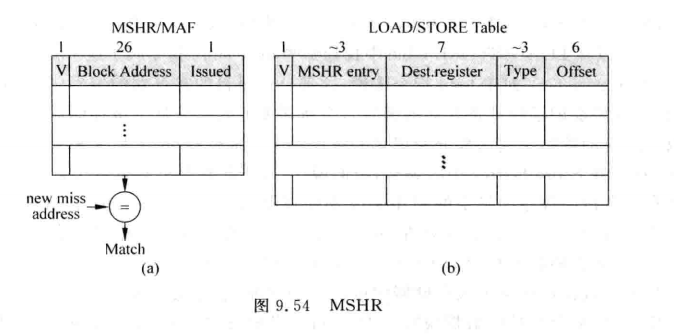 MSHR/MAF
1 26 1
V Block Address Issued
⋮
new miss
address
=
Match
(a)
LOAD/STORE Table
1 ~3 7 ~3 6
V MSHR entry Dest.register Type Offset
⋮
(b)
图 9.54 MSHR